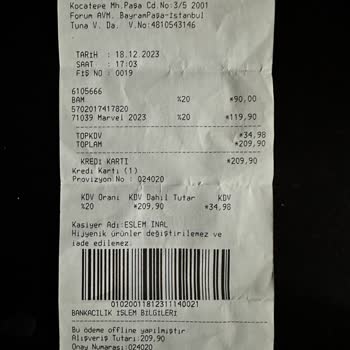 Kocatepe Mh.Paşa Cd.No:3/5 2001
Forum AVM. BayramPaşa-İstanbul
Tuna V. Da. V.No:4810543146
TARİH : 18.12.2023
SAAT : 17:03
FİŞ NO : 0019
6105666
BAM %20 *90,00
5702017417820
71039 Marvel 2023 %20 *119,90
TOPKDV *34,98
TOPLAM *209,90
KREDİ KARTI *209,90
Kredi Kartı (1)
Provizyon No : 024020
KDV Oranı KDV Dahil Tutar KDV
%20 *209,90 *34,98
Kasiyer Adı:ESLEM İNAL
Hijyenik ürünler değiştirilemez ve
iade edilemez.
01020011812311140021
BANKACILIK İŞLEM BİLGİLERİ
Bu ödeme offline yapılmıştır
Alışveriş Tutarı:209,90
Onay Numarası:024020